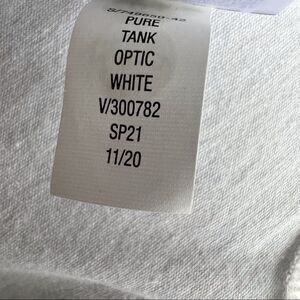 PURE
TANK
OPTIC
WHITE
V/300782
SP21
11/20